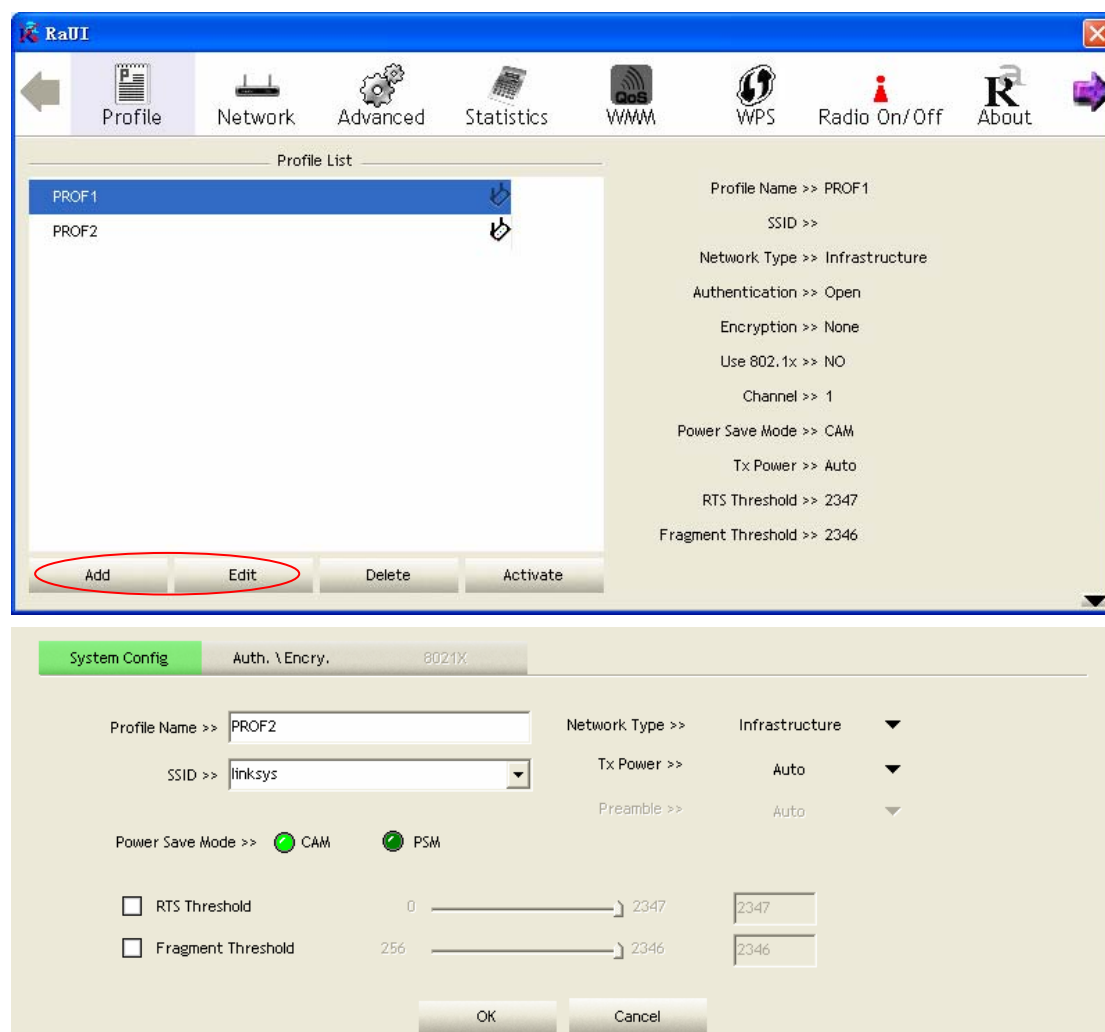 RaUI
Profile Network Advanced Statistics QoS WMM WPS Radio On/Off Ra About
Profile List
PROF1
PROF2
Profile Name >> PROF1
SSID >>
Network Type >> Infrastructure
Authentication >> Open
Encryption >> None
Use 802.1x >> NO
Channel >> 1
Power Save Mode >> CAM
Tx Power >> Auto
RTS Threshold >> 2347
Fragment Threshold >> 2346
Add Edit Delete Activate
System Config Auth. \ Encry. 8021X
Profile Name >> PROF2 Network Type >> Infrastructure
SSID >> linksys Tx Power >> Auto
Preamble >> Auto
Power Save Mode >> CAM PSM
RTS Threshold 0 2347 2347
Fragment Threshold 256 2346 2346
OK Cancel